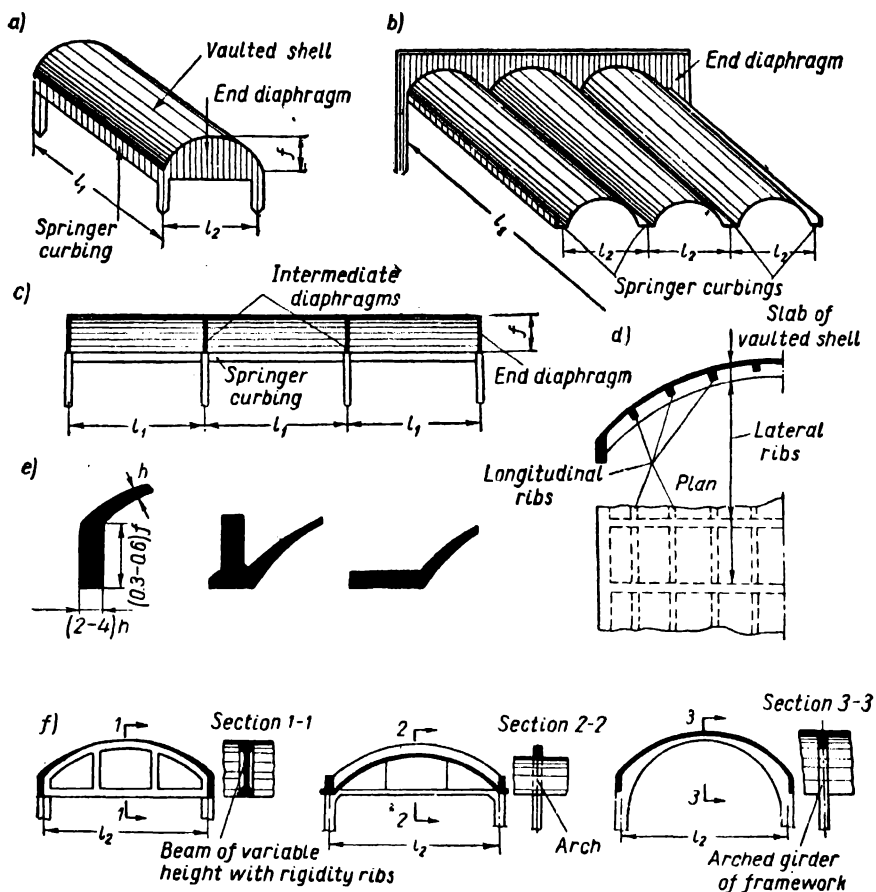 a)
Vaulted shell
End diaphragm
f
l₁
l₂
Springer
curbing
b)
End diaphragm
l₂
l₂
l₂
Springer curbings
c)
Intermediate
diaphragms
f
Springer
curbing
End diaphragm
l₁
l₁
l₁
d)
Slab of
vaulted shell
Lateral
ribs
Longitudinal
ribs
Plan
e)
h
(0.3-0.6)f
(2-4)h
f)
1
Section 1-1
1
l₂
Beam of variable
height with rigidity ribs
2
Section 2-2
2
l₂
Arch
3
Section 3-3
3
l₂
Arched girder
of framework